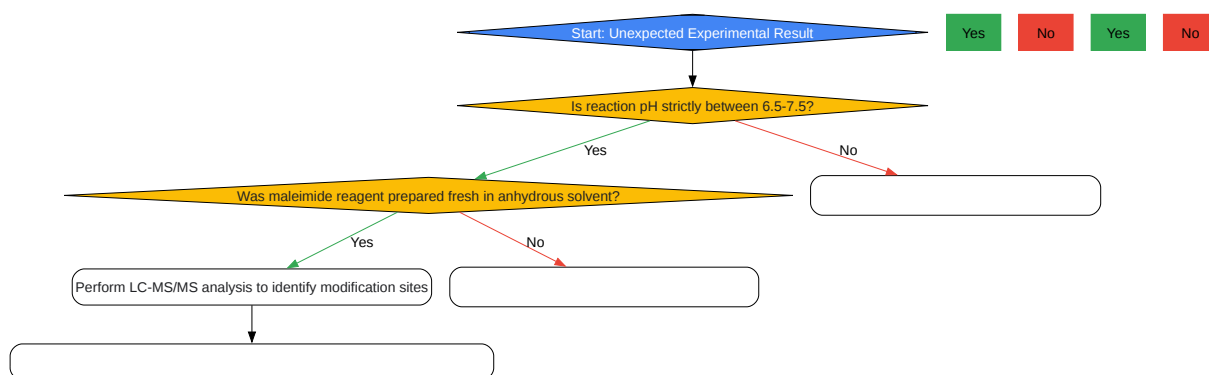 Start: Unexpected Experimental Result
Yes
No
Yes
No
Is reaction pH strictly between 6.5-7.5?
Yes
No
Was maleimide reagent prepared fresh in anhydrous solvent?
Yes
No
Perform LC-MS/MS analysis to identify modification sites